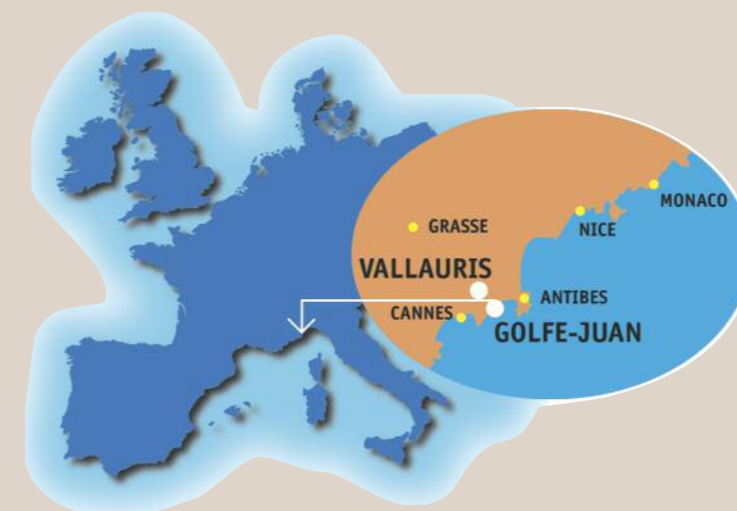 MONACO
GRASSE
NICE
VALLAURIS
ANTIBES
CANNES
GOLFE-JUAN